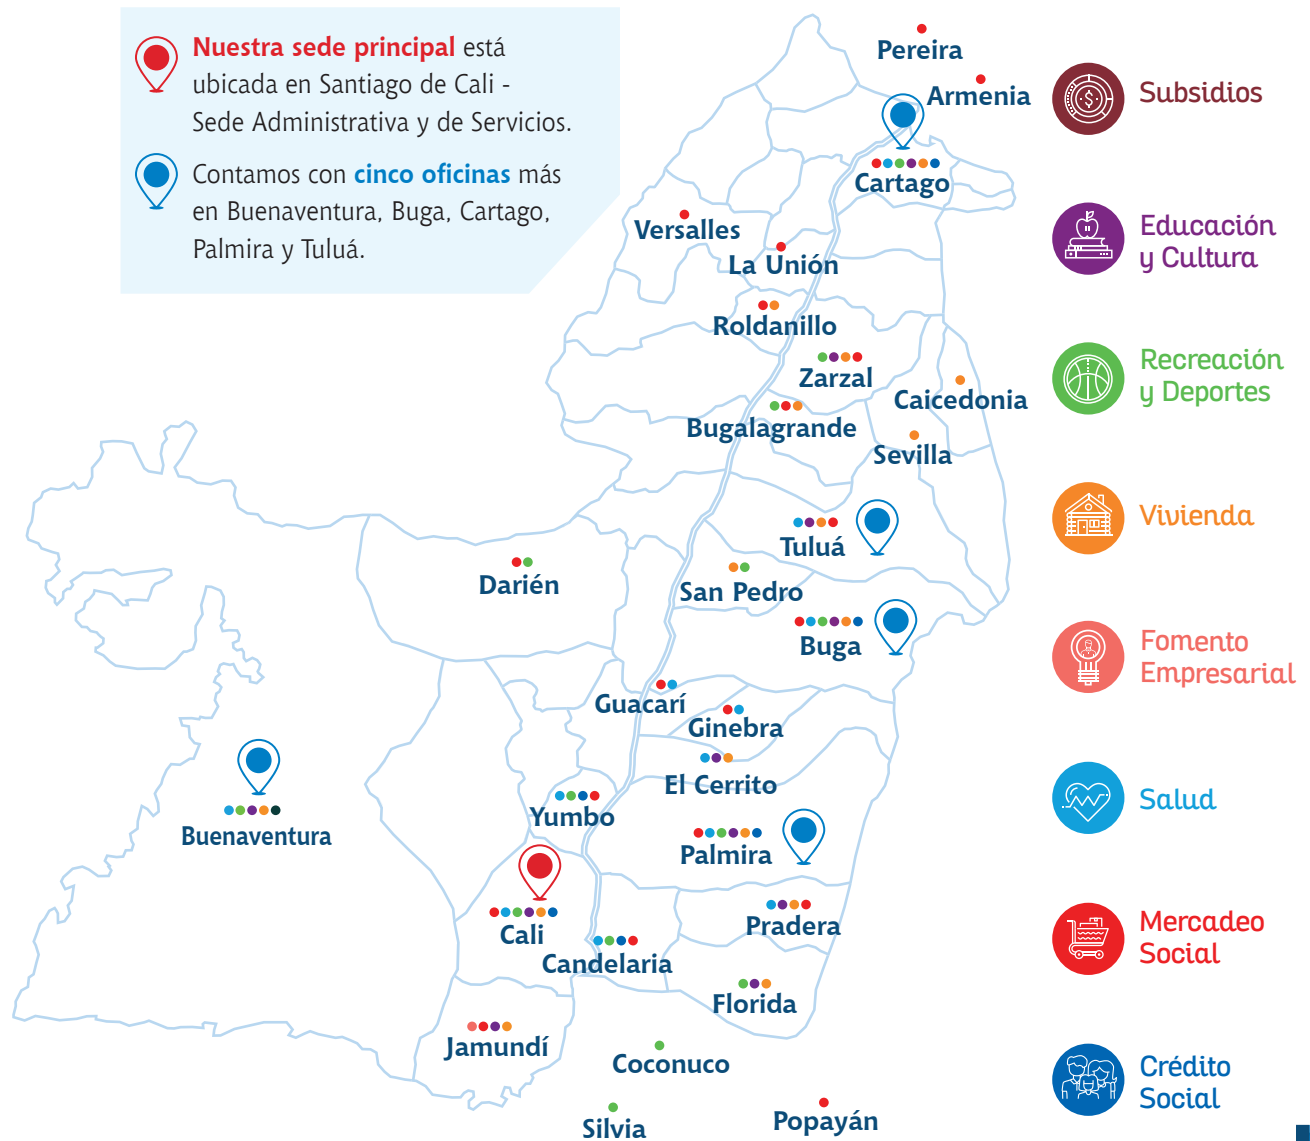 Nuestra sede principal está
ubicada en Santiago de Cali -
Sede Administrativa y de Servicios.
Contamos con cinco oficinas más
en Buenaventura, Buga, Cartago,
Palmira y Tuluá.
Pereira
Armenia
Cartago
Versalles
La Unión
Roldanillo
Zarzal
Caicedonia
Bugalagrande
Sevilla
Tuluá
Darién
San Pedro
Buga
Guacarí
Ginebra
El Cerrito
Yumbo
Buenaventura
Palmira
Cali
Pradera
Candelaria
Florida
Jamundí
Coconuco
Silvia
Popayán
Subsidios
Educación
y Cultura
Recreación
y Deportes
Vivienda
Fomento
Empresarial
Salud
Mercadeo
Social
Crédito
Social